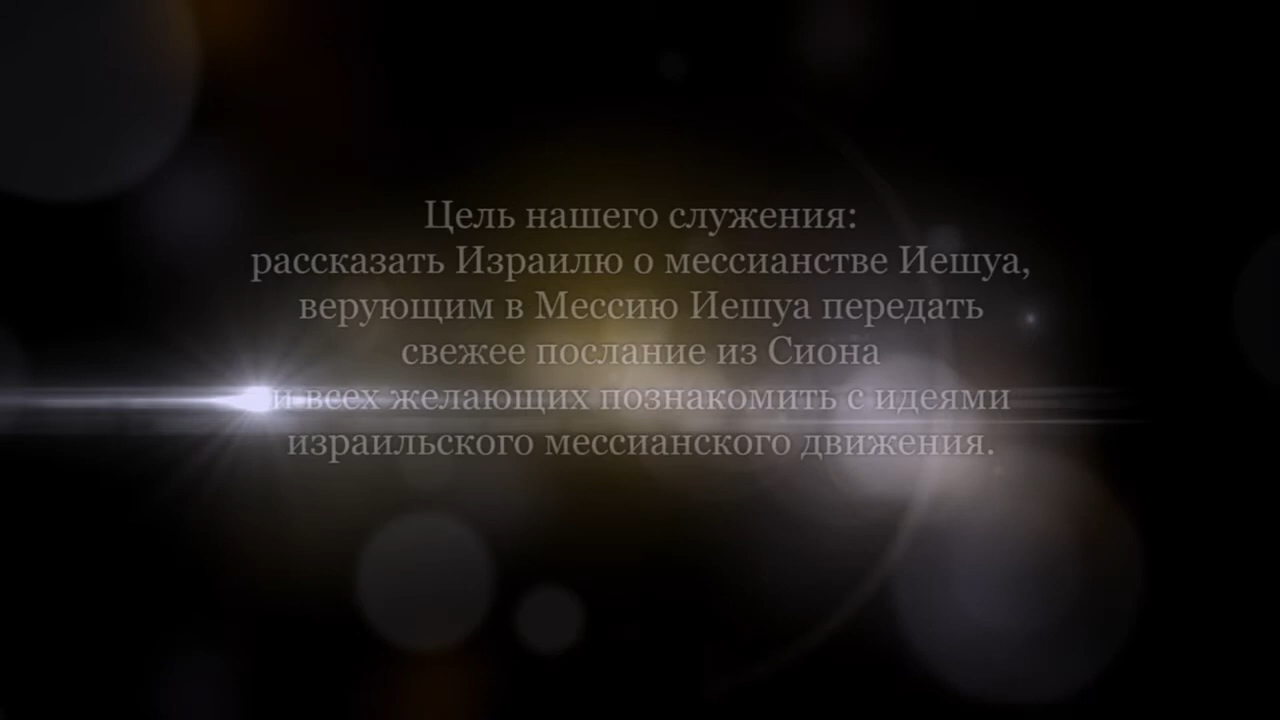 Цель нашего служения:
рассказать Израилю о мессианстве Иешуа,
верующим в Мессию Иешуа передать
свежее послание из Сиона
и всех желающих познакомить с идеями
израильского мессианского движения.